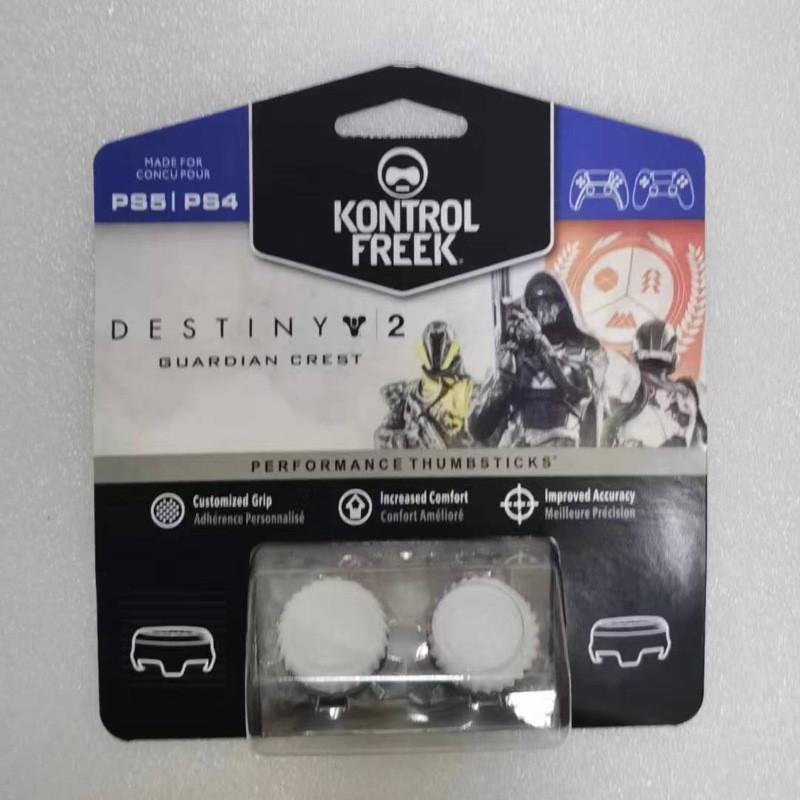 MADE FOR
CONCU POUR
PS5 | PS4
KONTROL
FREEK®
DESTINY 2
GUARDIAN CREST
PERFORMANCE THUMBSTICKS
Customized Grip
Adhérence Personnalisé
Increased Comfort
Confort Amélioré
Improved Accuracy
Meilleure Précision